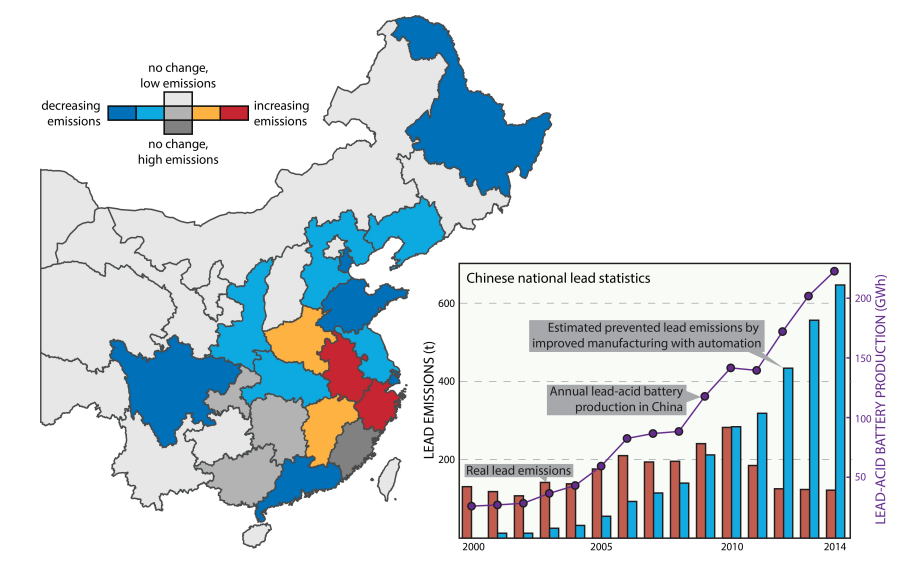 no change,
low emissions
decreasing
emissions
increasing
emissions
no change,
high emissions
Chinese national lead statistics
LEAD EMISSIONS (t)
600
400
200
Estimated prevented lead emissions by
improved manufacturing with automation
Annual lead-acid battery
production in China
Real lead emissions
200
150
100
50
LEAD-ACID BATTERY PRODUCTION (GWh)
2000
2005
2010
2014